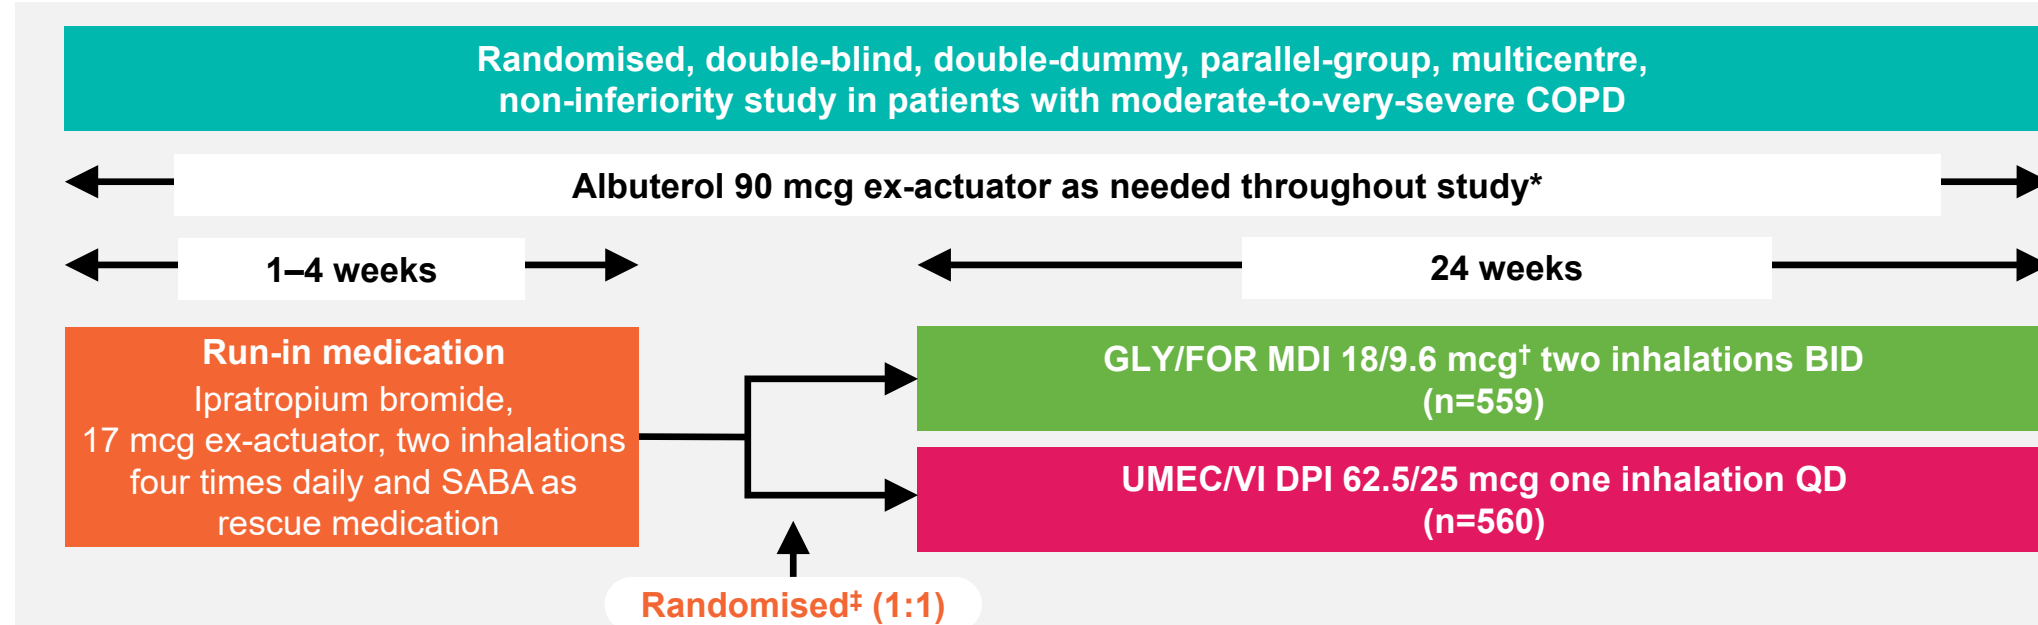 Randomised, double-blind, double-dummy, parallel-group, multicentre,
non-inferiority study in patients with moderate-to-very-severe COPD
Albuterol 90 mcg ex-actuator as needed throughout study*
1–4 weeks
24 weeks
Run-in medication
Ipratropium bromide,
17 mcg ex-actuator, two inhalations
four times daily and SABA as
rescue medication
GLY/FOR MDI 18/9.6 mcg† two inhalations BID
(n=559)
UMEC/VI DPI 62.5/25 mcg one inhalation QD
(n=560)
Randomised‡ (1:1)